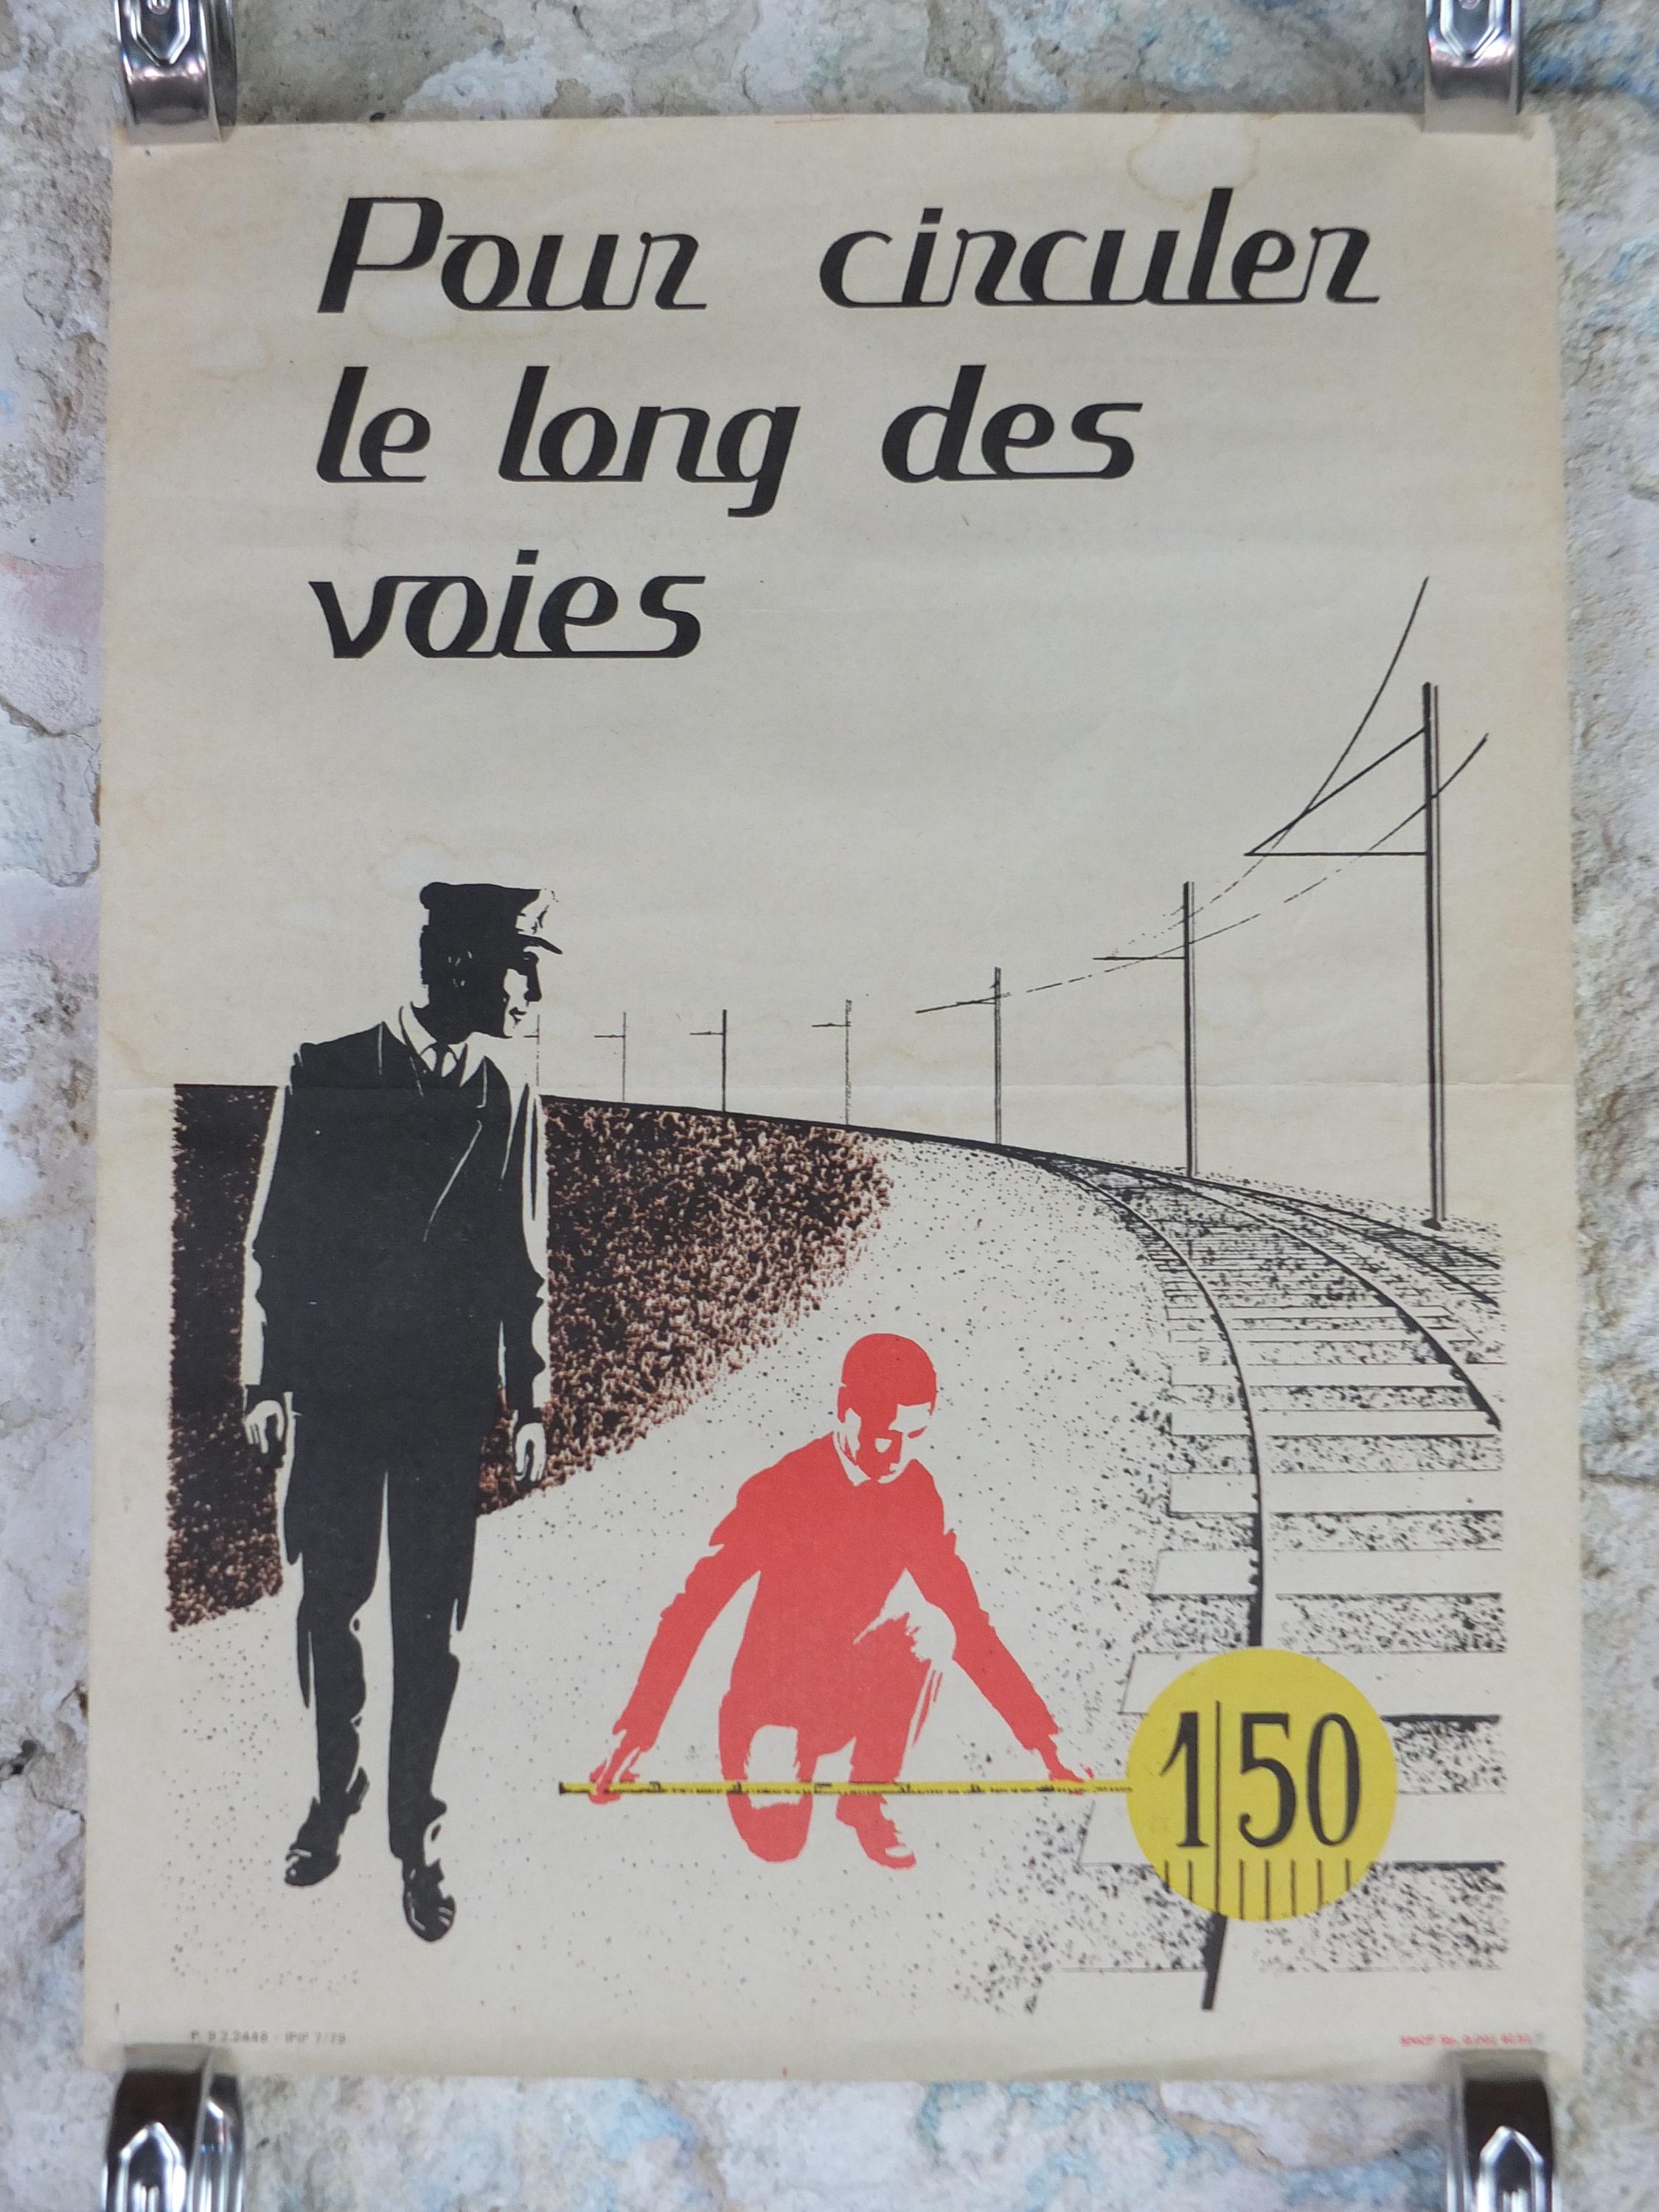 Pour circuler
le long des
voies
1|50